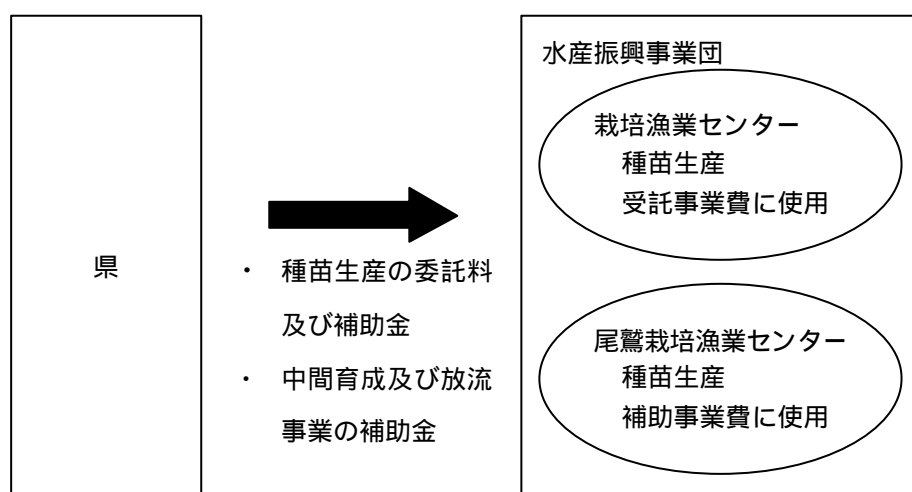 県
・ 種苗生産の委託料
及び補助金
・ 中間育成及び放流
事業の補助金
水産振興事業団
栽培漁業センター
種苗生産
受託事業費に使用
尾鷲栽培漁業センター
種苗生産
補助事業費に使用